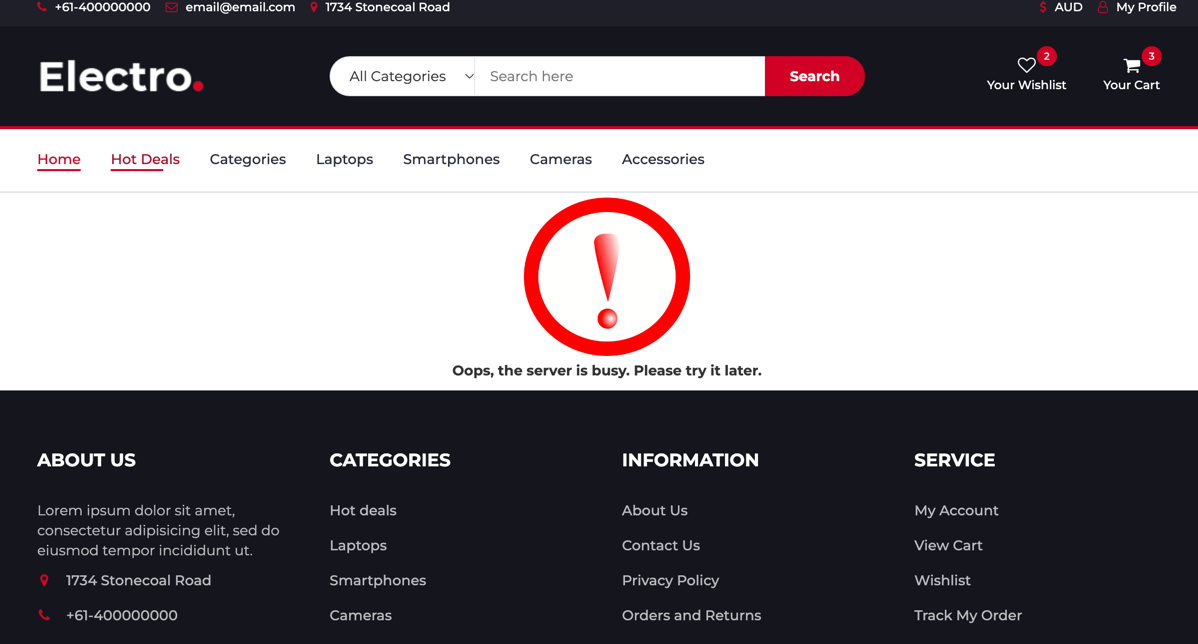 +61-400000000 email@email.com 1734 Stonecoal Road $ AUD My Profile
Electro.
All Categories Search here Search
2
3
Your Wishlist Your Cart
Home Hot Deals Categories Laptops Smartphones Cameras Accessories
!
Oops, the server is busy. Please try it later.
ABOUT US
Lorem ipsum dolor sit amet,
consectetur adipisicing elit, sed do
eiusmod tempor incididunt ut.
1734 Stonecoal Road
+61-400000000
CATEGORIES
Hot deals
Laptops
Smartphones
Cameras
INFORMATION
About Us
Contact Us
Privacy Policy
Orders and Returns
SERVICE
My Account
View Cart
Wishlist
Track My Order